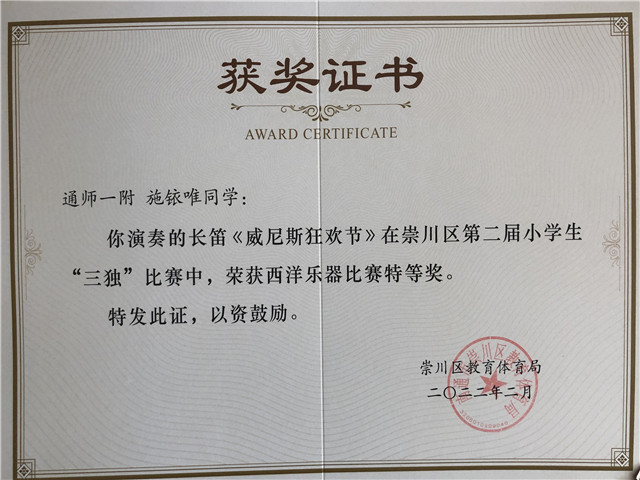 获奖证书
AWARD CERTIFICATE
通师一附 施铱唯同学：
你演奏的长笛《威尼斯狂欢节》在崇川区第二届小学生
“三独”比赛中，荣获西洋乐器比赛特等奖。
特发此证，以资鼓励。
崇川区教育体育局
二〇二二年二月